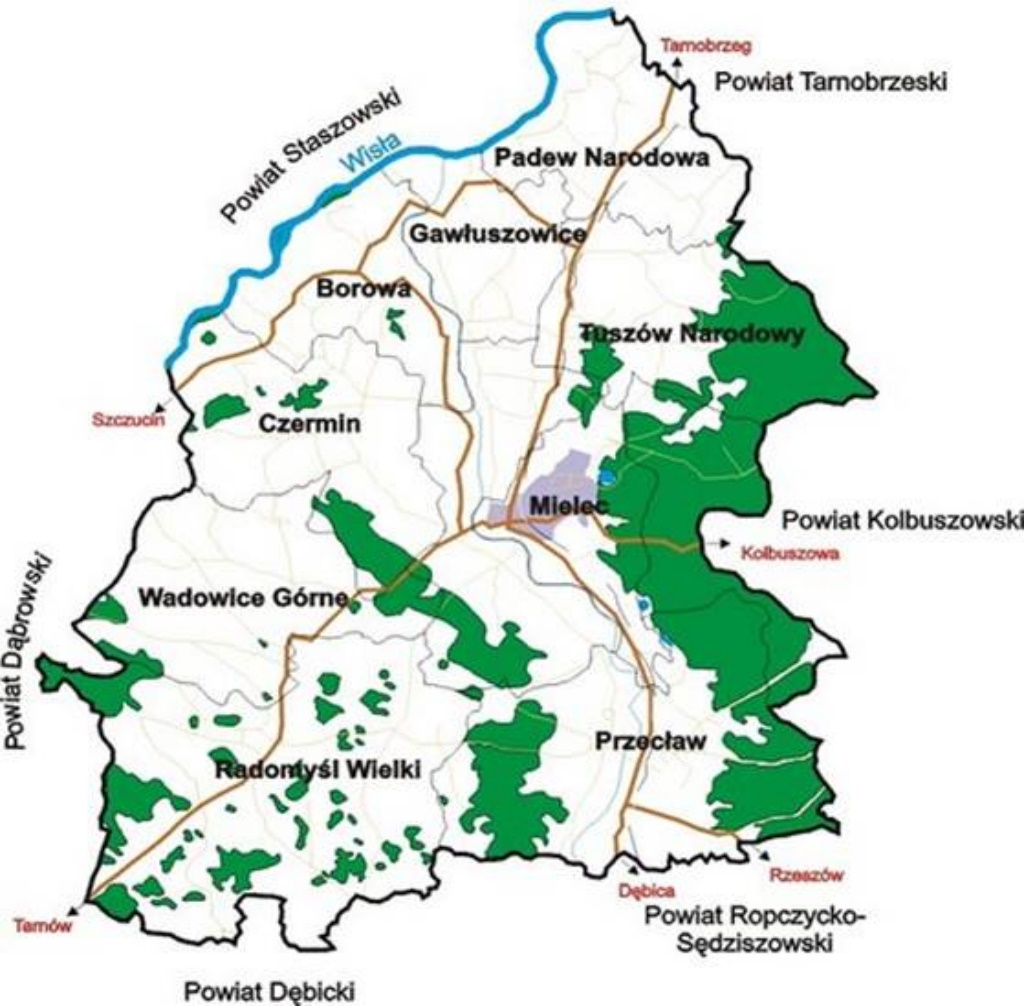 Tarnobrzeg
Powiat Tarnobrzeski
Powiat Staszowski
Wisła
Padew Narodowa
Gawłuszowice
Borowa
Tuszów Narodowy
Szczucin
Czermin
Mielec
Powiat Kolbuszowski
Kolbuszowa
Powiat Dąbrowski
Wadowice Górne
Przecław
Radomyśl Wielki
Rzeszów
Dębica
Powiat Ropczycko-
Sędziszowski
Tarnów
Powiat Dębicki